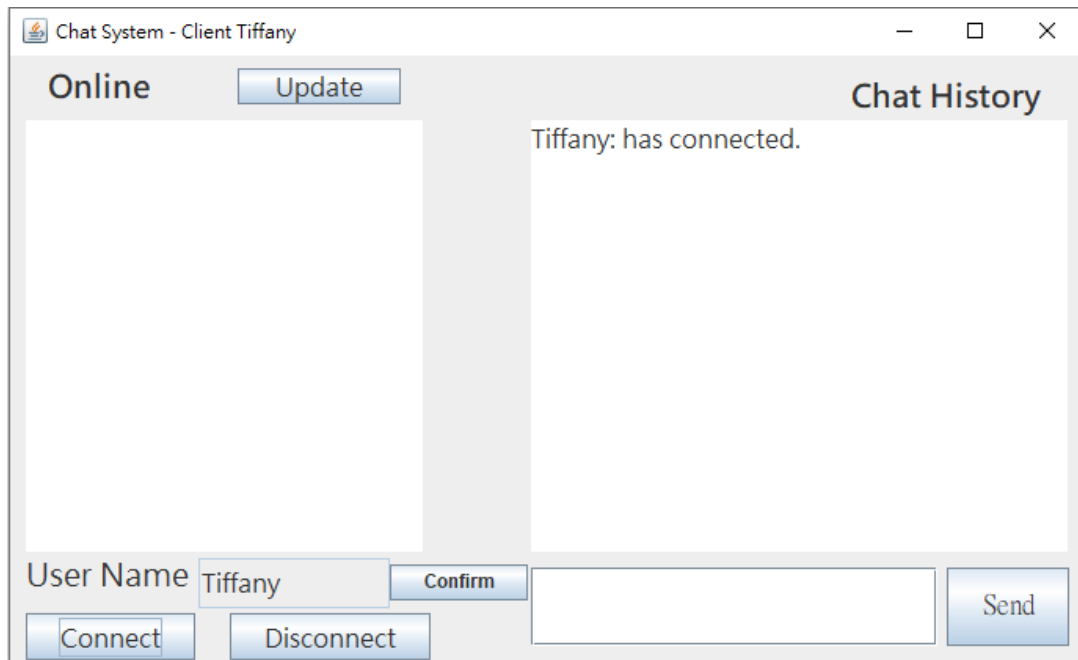 Chat System - Client Tiffany
Online
Update
Chat History
Tiffany: has connected.
User Name
Tiffany
Confirm
Send
Connect
Disconnect